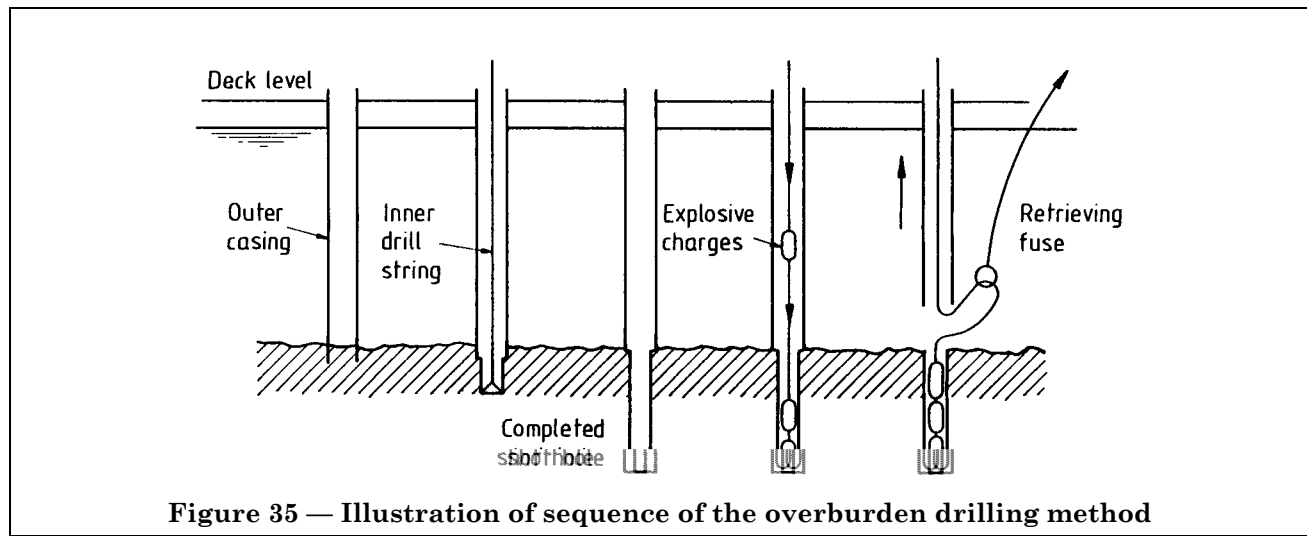 Deck level
Outer
casing
Inner
drill
string
Explosive
charges
Retrieving
fuse
Completed
Figure 35 — Illustration of sequence of the overburden drilling method